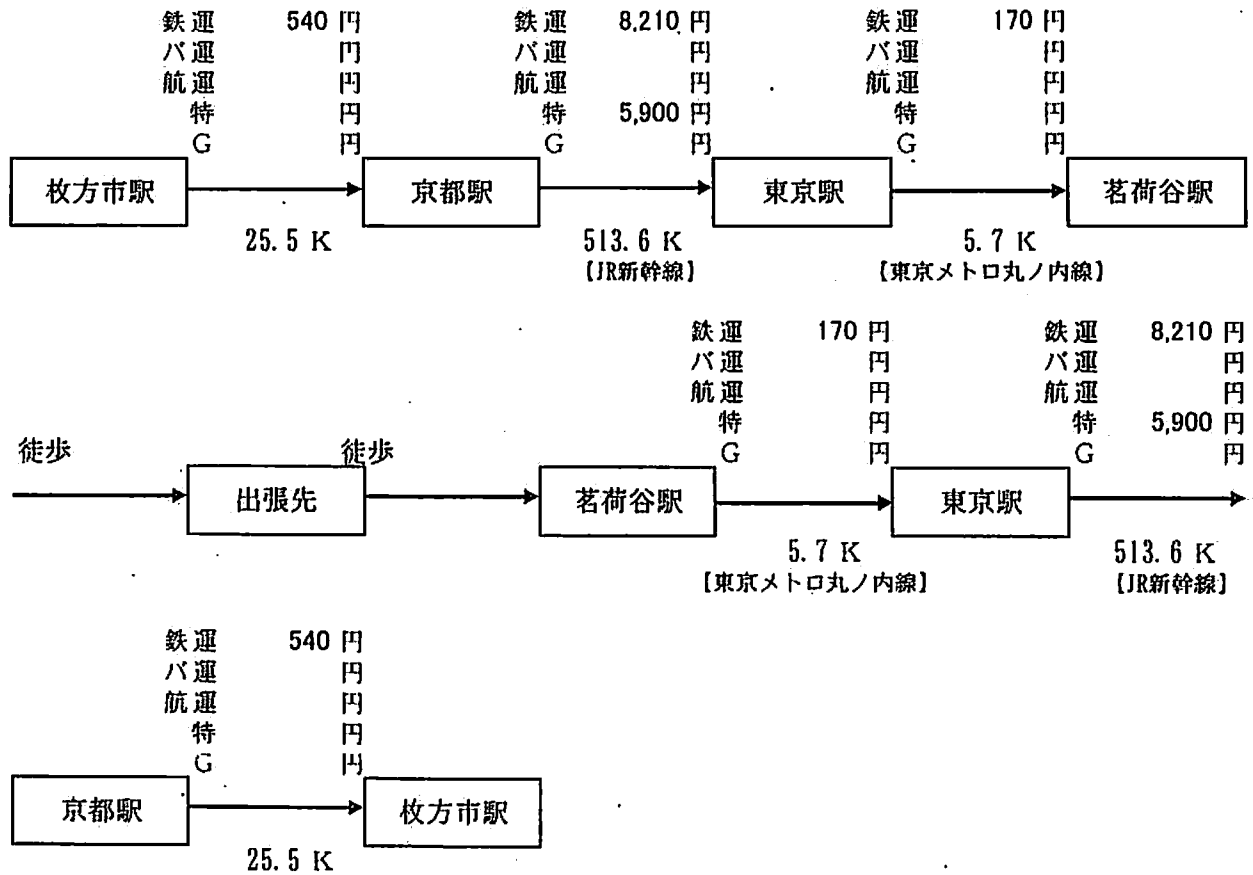 鉄運 540 円 鉄運 8,210 円 鉄運 170 円
バ運 円 バ運 円 バ運 円
航運 円 航運 円 航運 円
特 円 特 5,900 円 特 円
G 円 G 円 G 円
枚方市駅 京都駅 東京駅 茗荷谷駅
25.5 K 513.6 K 5.7 K
【JR新幹線】 【東京メトロ丸ノ内線】
鉄運 170 円 鉄運 8,210 円
バ運 円 バ運 円
航運 円 航運 円
特 円 特 5,900 円
G 円 G 円
徒歩 徒歩
出張先 茗荷谷駅 東京駅
5.7 K 513.6 K
【東京メトロ丸ノ内線】 【JR新幹線】
鉄運 540 円
バ運 円
航運 円
特 円
G 円
京都駅 枚方市駅
25.5 K